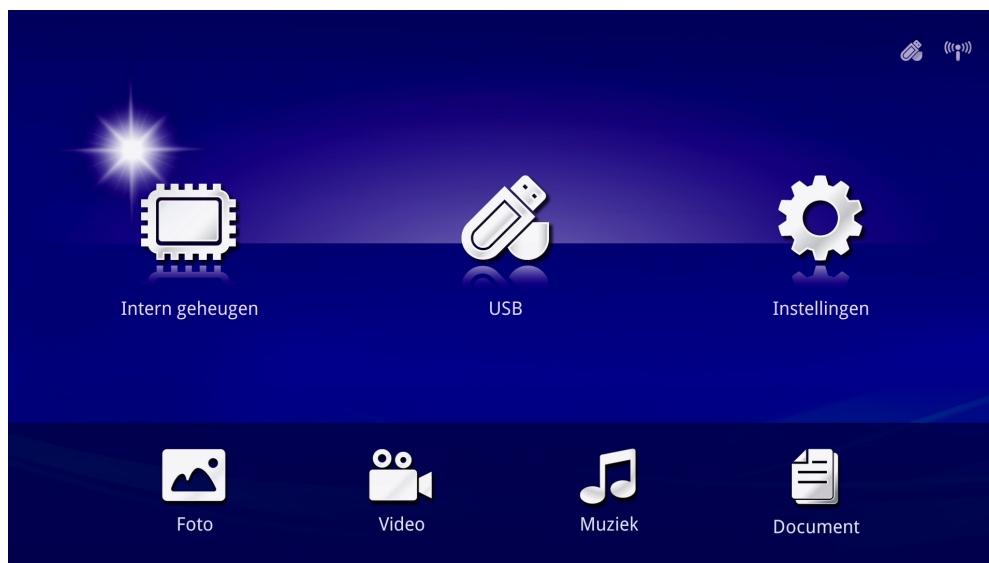 Intern geheugen
USB
Instellingen
Foto
Video
Muziek
Document